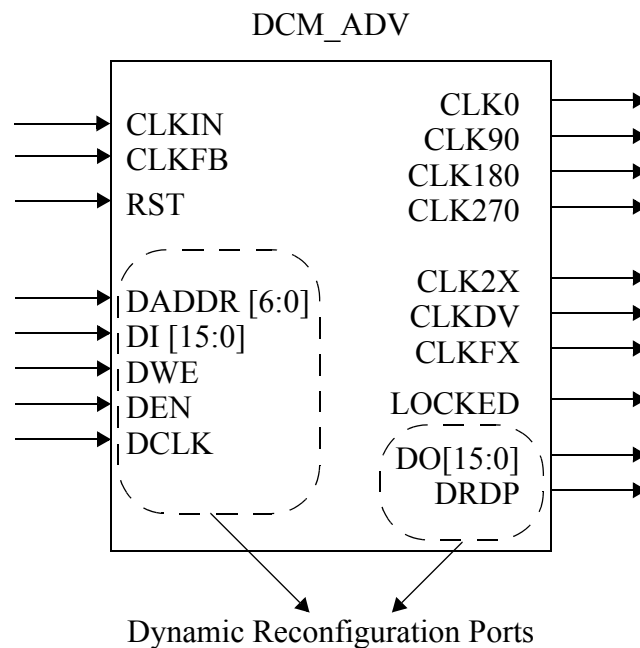 DCM_ADV
CLKIN
CLKFB
RST
DADDR [6:0]
DI [15:0]
DWE
DEN
DCLK
CLK0
CLK90
CLK180
CLK270
CLK2X
CLKDV
CLKFX
LOCKED
DO[15:0]
DRDP
Dynamic Reconfiguration Ports